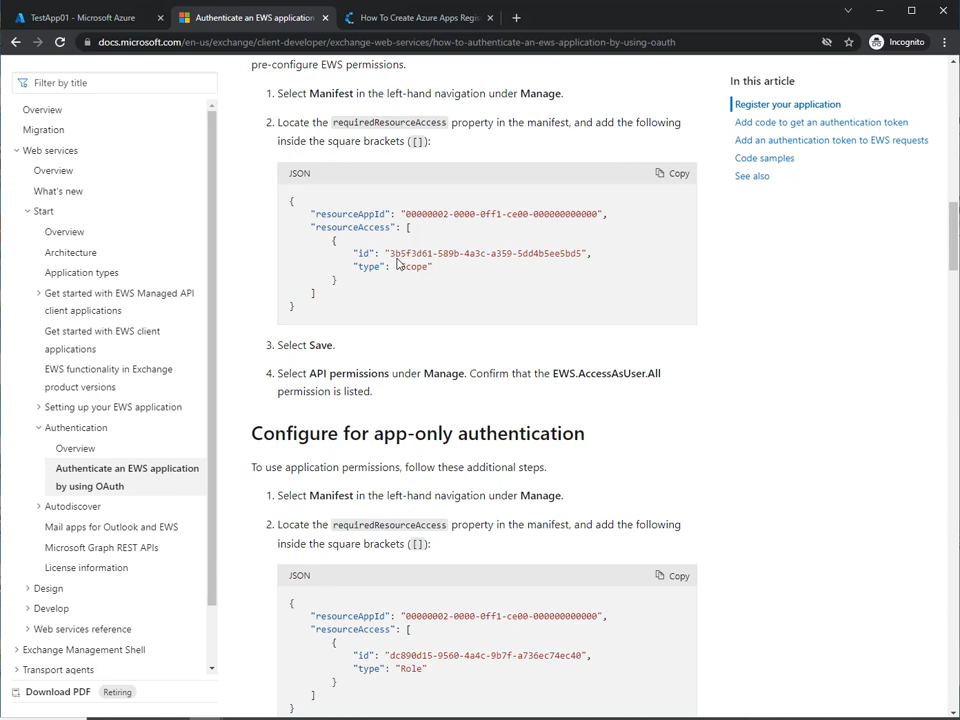 TestApp01 - Microsoft Azure
Authenticate an EWS application
How To Create Azure Apps Regis
Incognito
docs.microsoft.com/en-us/exchange/client-developer/exchange-web-services/how-to-authenticate-an-ews-application-by-using-oauth
Filter by title
Overview
Migration
Web services
Overview
What's new
Start
Overview
Architecture
Application types
Get started with EWS Managed API
client applications
Get started with EWS client
applications
EWS functionality in Exchange
product versions
Setting up your EWS application
Authentication
Overview
Authenticate an EWS application
by using OAuth
Autodiscover
Mail apps for Outlook and EWS
Microsoft Graph REST APIs
License information
Design
Develop
Web services reference
Exchange Management Shell
Transport agents
Download PDF
Retiring
pre-configure EWS permissions.
1. Select Manifest in the left-hand navigation under Manage.
2. Locate the requiredResourceAccess property in the manifest, and add the following
inside the square brackets ([]):
JSON
Copy
{
"resourceAppId": "00000002-0000-0ff1-ce00-000000000000",
"resourceAccess": [
{
"id": "3b5f3d61-589b-4a3c-a359-5dd4b5ee5bd5",
"type": "Scope"
}
]
}
3. Select Save.
4. Select API permissions under Manage. Confirm that the EWS.AccessAsUser.All
permission is listed.
Configure for app-only authentication
To use application permissions, follow these additional steps.
1. Select Manifest in the left-hand navigation under Manage.
2. Locate the requiredResourceAccess property in the manifest, and add the following
inside the square brackets ([]):
JSON
Copy
{
"resourceAppId": "00000002-0000-0ff1-ce00-000000000000",
"resourceAccess": [
{
"id": "dc890d15-9560-4a4c-9b7f-a736ec74ec40",
"type": "Role"
}
]
}
In this article
Register your application
Add code to get an authentication token
Add an authentication token to EWS requests
Code samples
See also